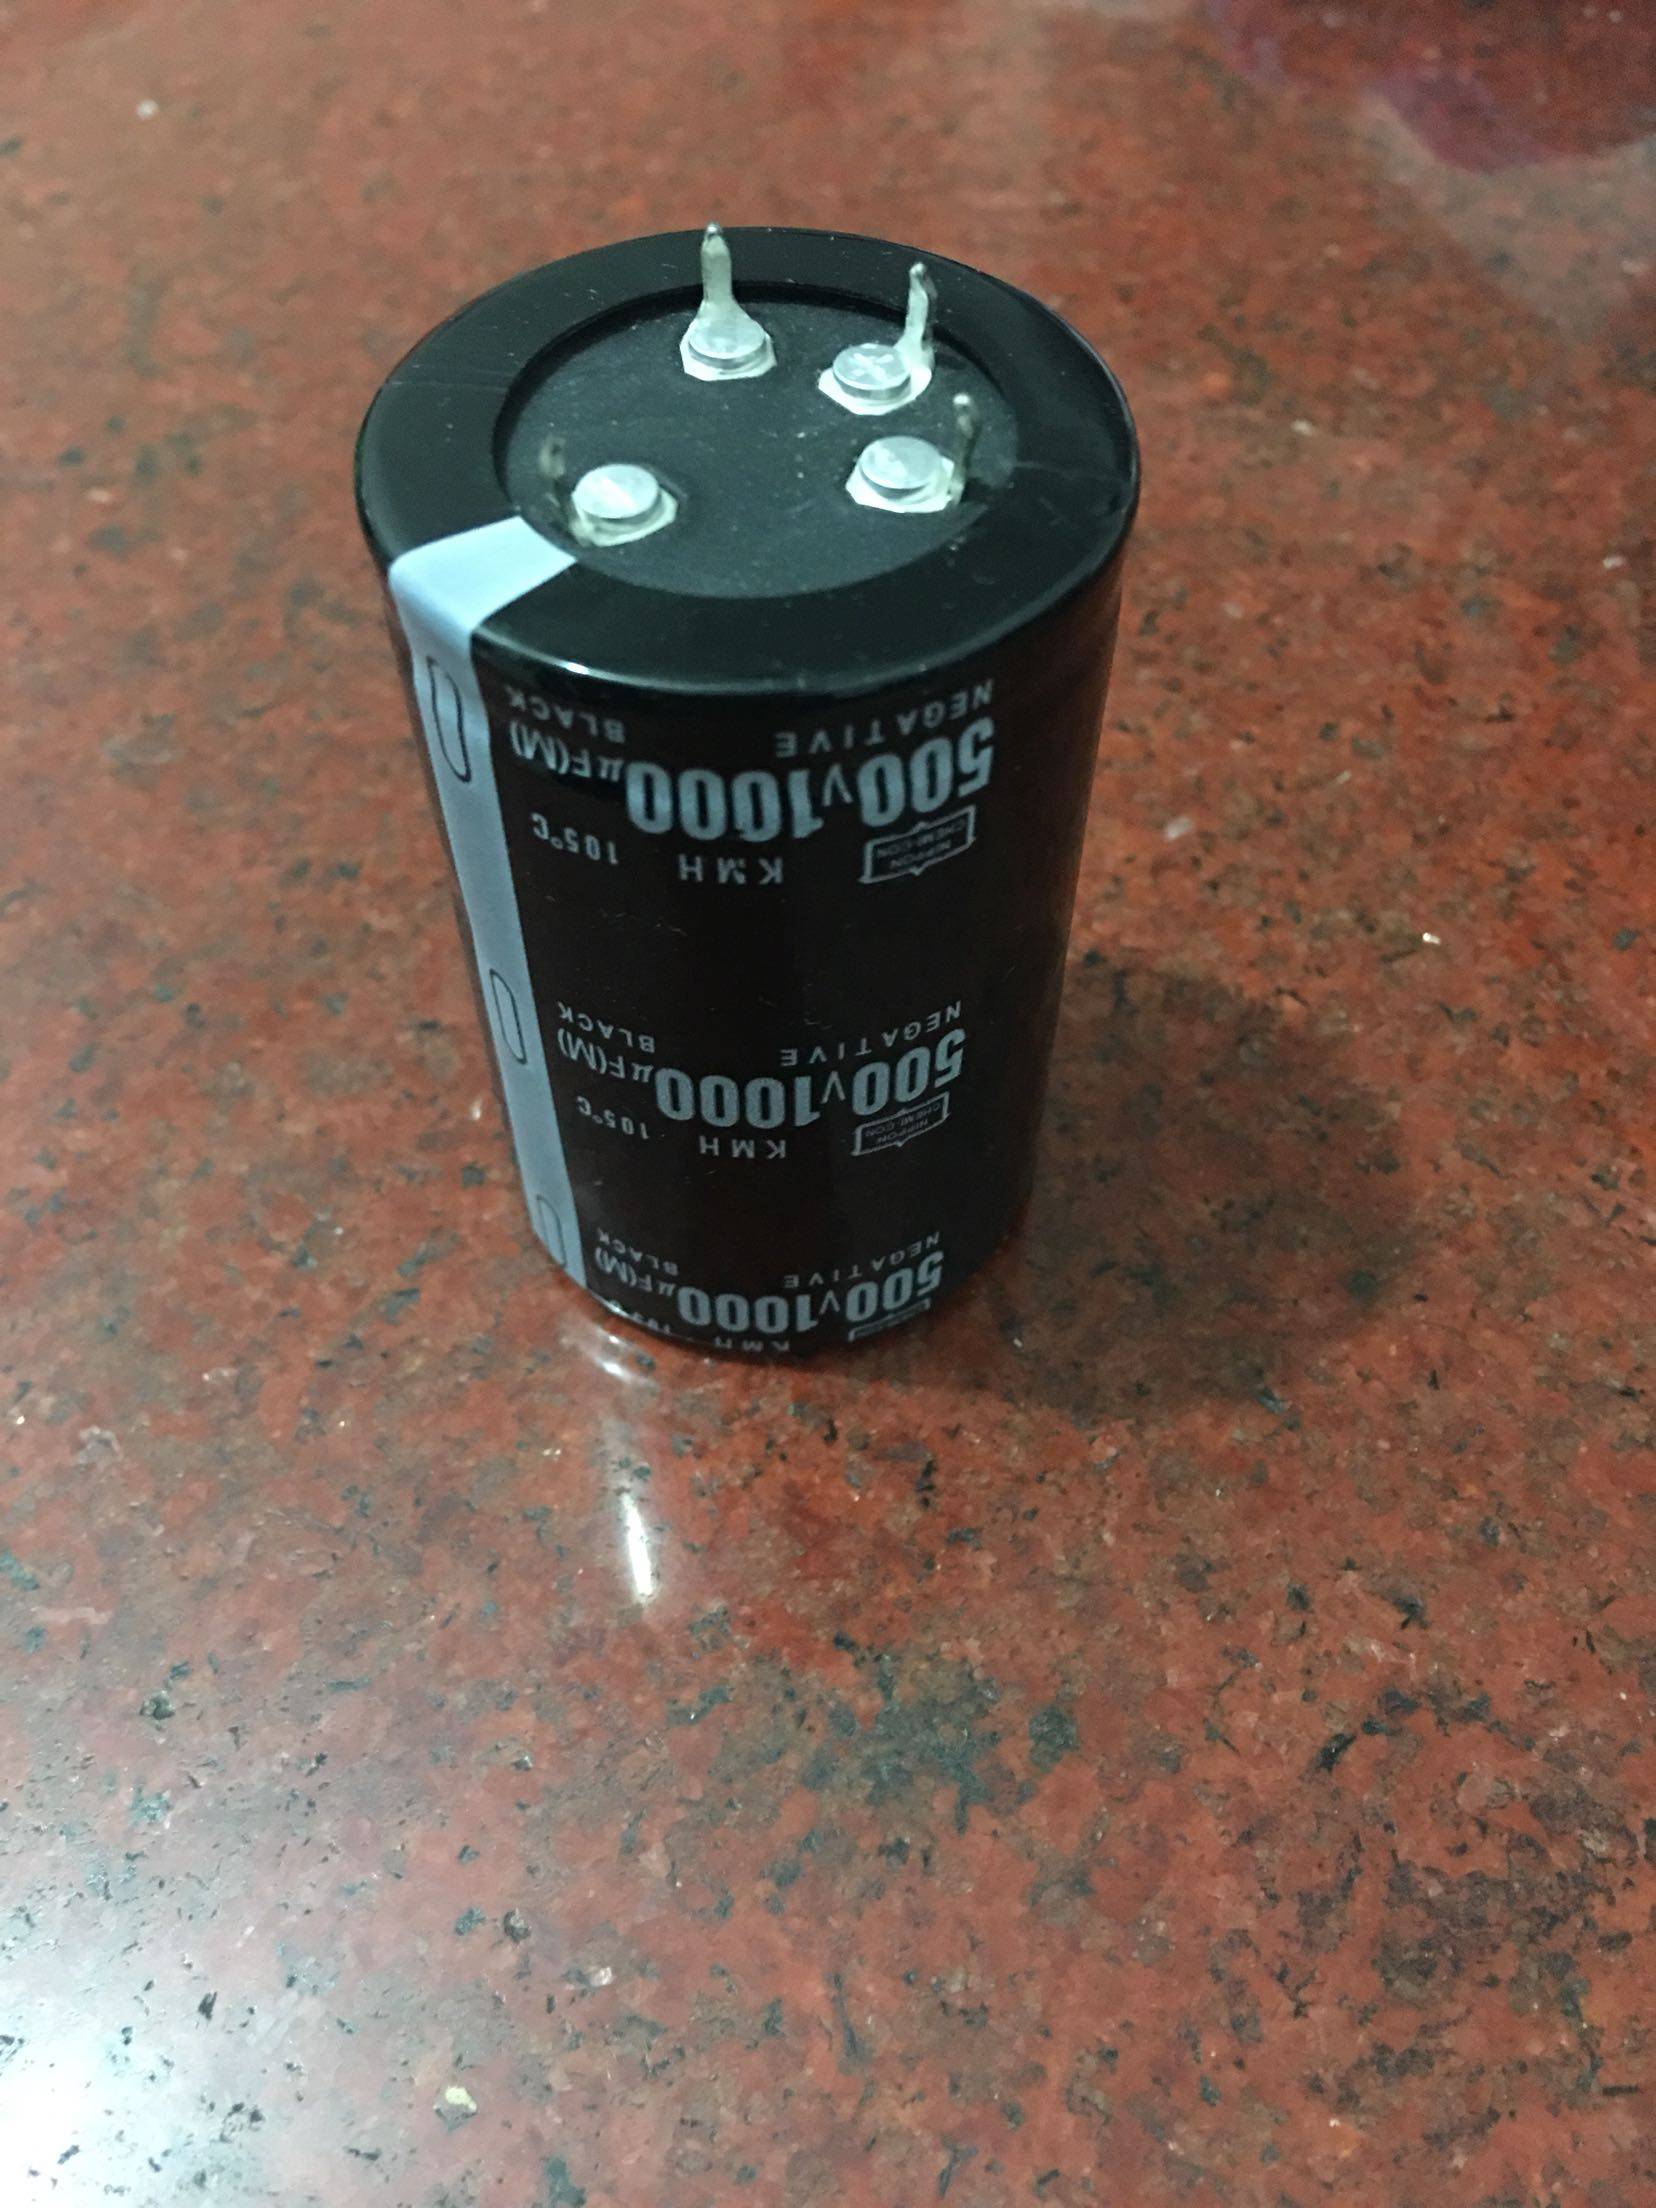 NIPPON
CHEMI-CON
KMH
105°C
500V1000µF(M)
NEGATIVE
BLACK
NIPPON
CHEMI-CON
KMH
105°C
500V1000µF(M)
NEGATIVE
BLACK
KMH
500V1000µF(M)
NEGATIVE
BLACK